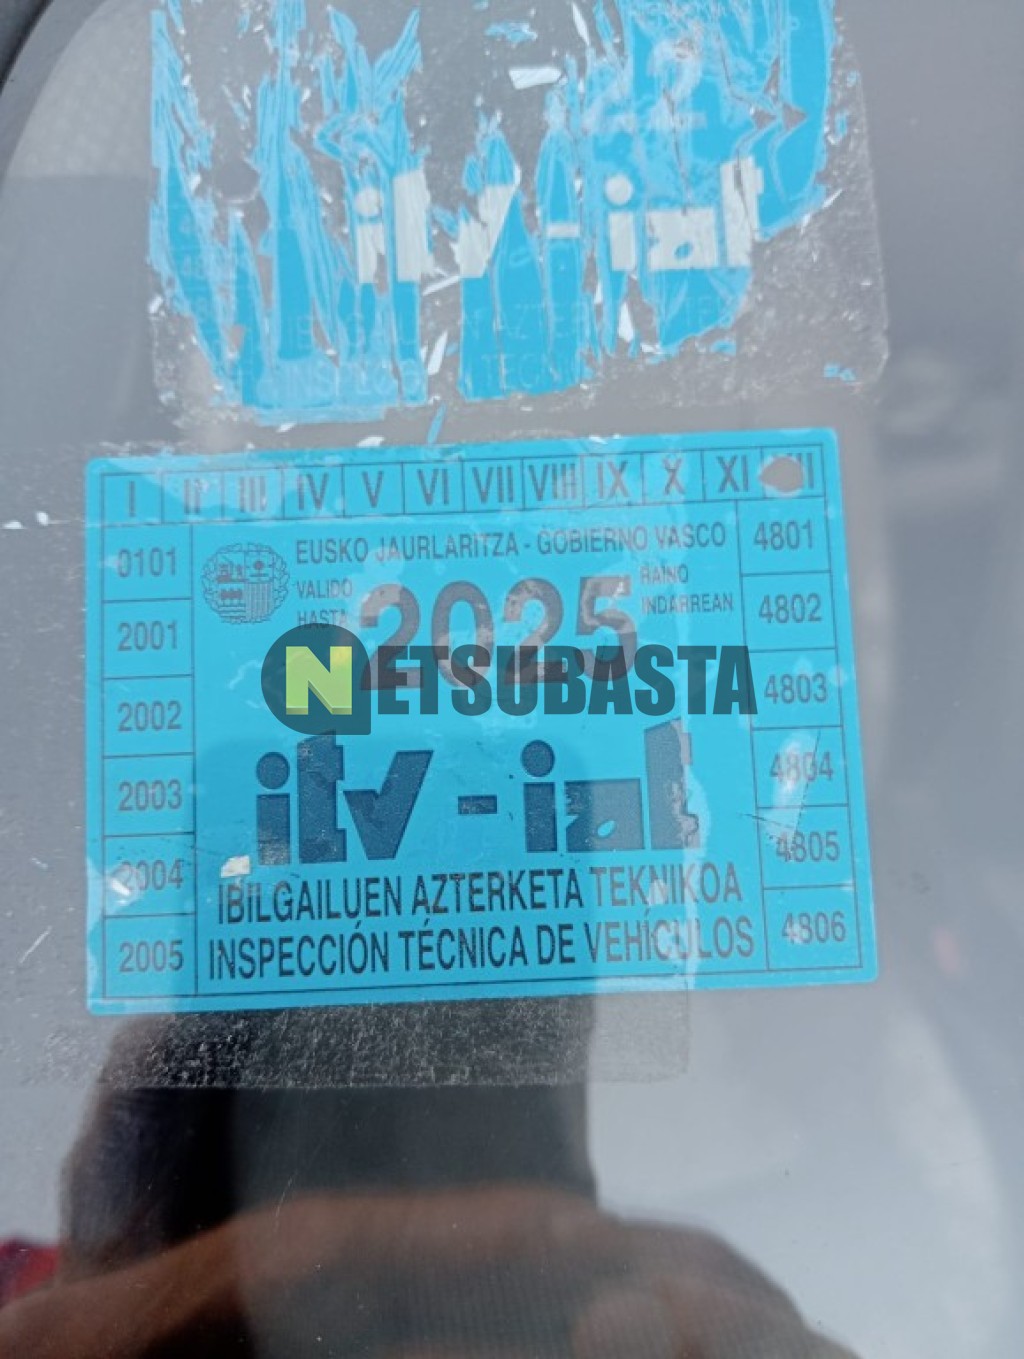 itv-iat
I II III IV V VI VII VIII IX X XI XII
0101 EUSKO JAURLARITZA - GOBIERNO VASCO 4801
VALIDO HASTA 2025 RAINO INDARREAN
2001 4802
NETSUBASTA
2002 4803
itv-iat
2003 4804
2004 4805
IBILGAILUEN AZTERKETA TEKNIKOA
INSPECCIÓN TÉCNICA DE VEHÍCULOS
2005 4806